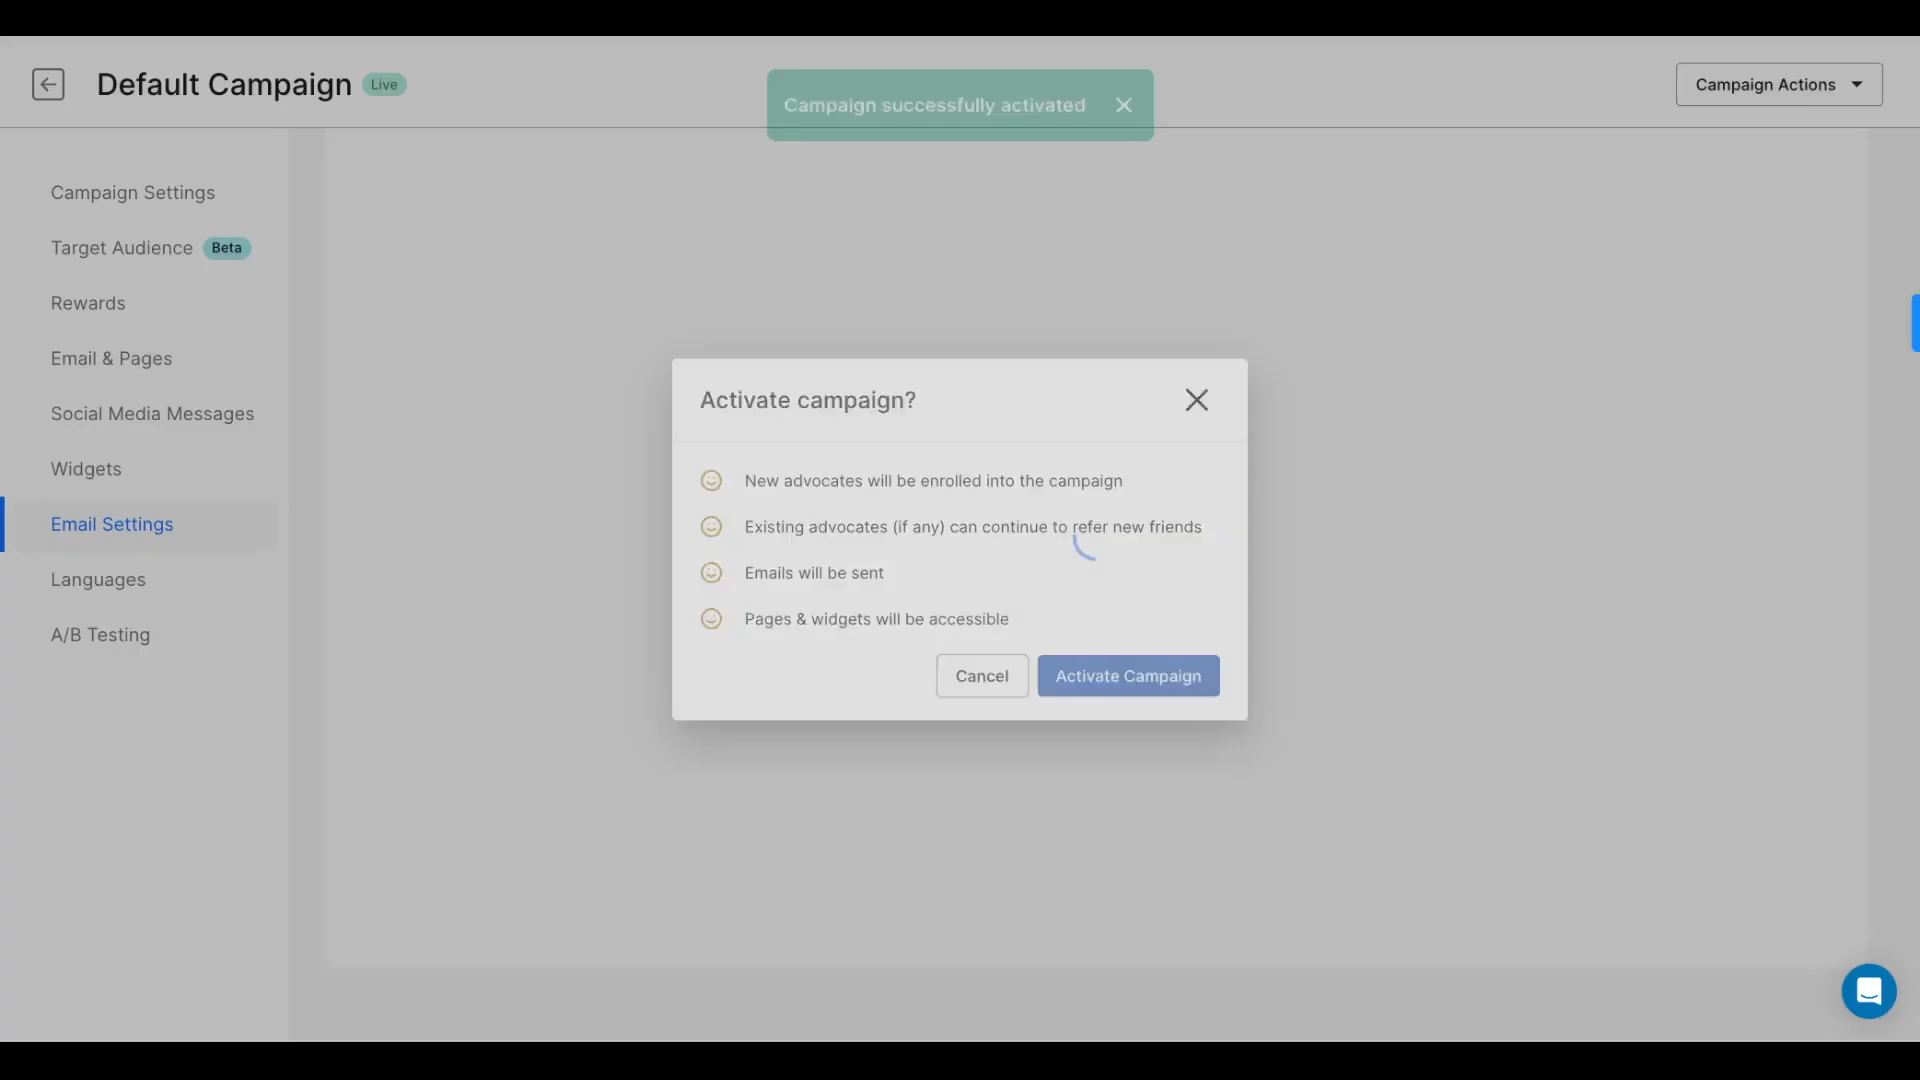 Default Campaign Live
Campaign successfully activated
Campaign Actions
Campaign Settings
Target Audience Beta
Rewards
Email & Pages
Social Media Messages
Widgets
Email Settings
Languages
A/B Testing
Activate campaign?
New advocates will be enrolled into the campaign
Existing advocates (if any) can continue to refer new friends
Emails will be sent
Pages & widgets will be accessible
Cancel
Activate Campaign